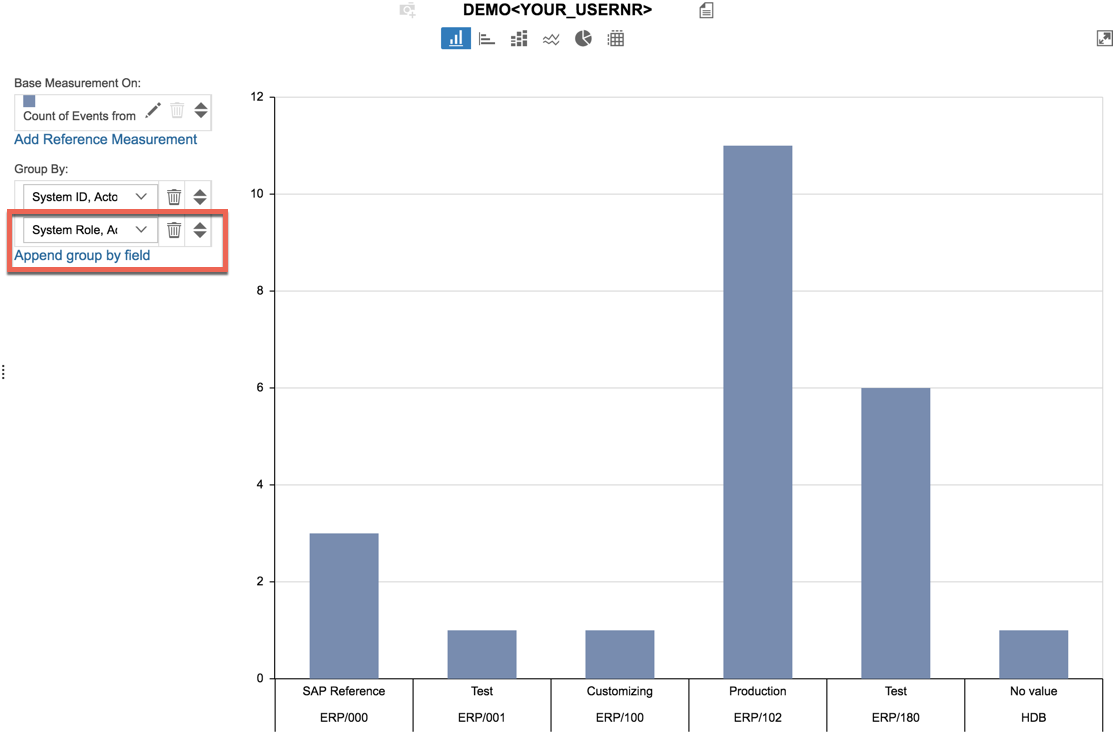 DEMO<YOUR_USERNR>
Base Measurement On:
Count of Events from
Add Reference Measurement
Group By:
System ID, Acto
System Role, Ac
Append group by field
12
10
8
6
4
2
0
SAP Reference Test Customizing Production Test No value
ERP/000 ERP/001 ERP/100 ERP/102 ERP/180 HDB